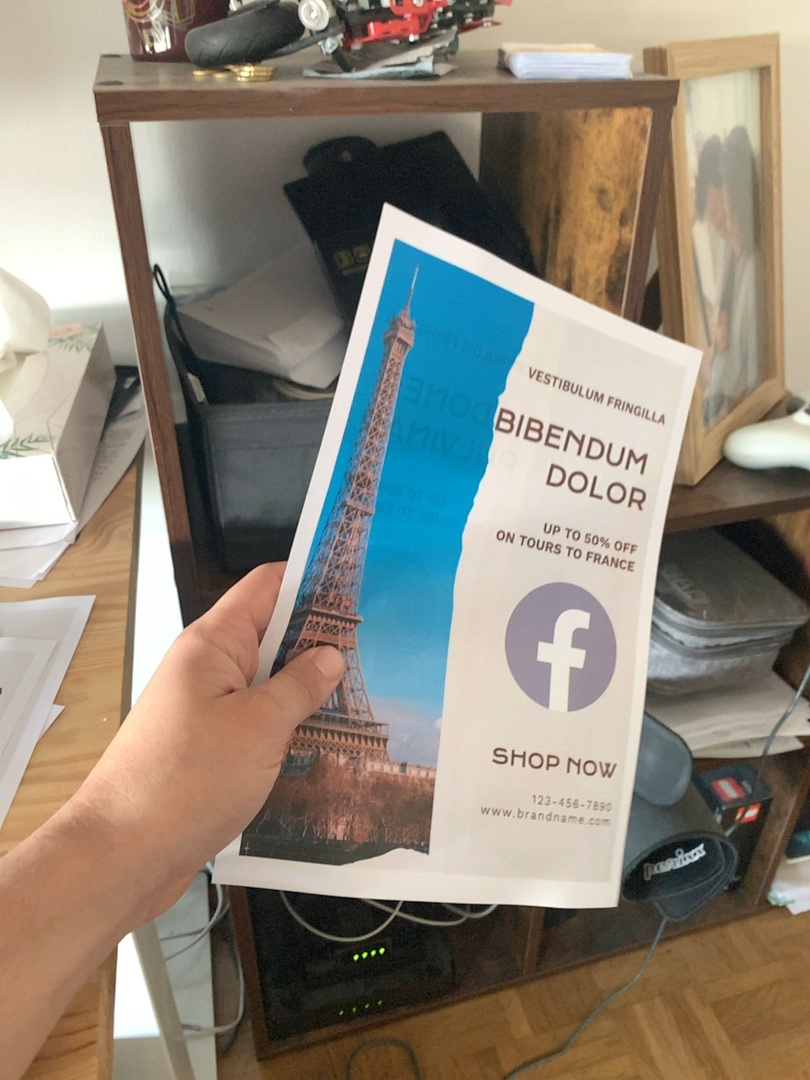 VESTIBULUM FRINGILLA
BIBENDUM
DOLOR
UP TO 50% OFF
ON TOURS TO FRANCE
f
SHOP NOW
123-456-7890
www.brandname.com
perixx